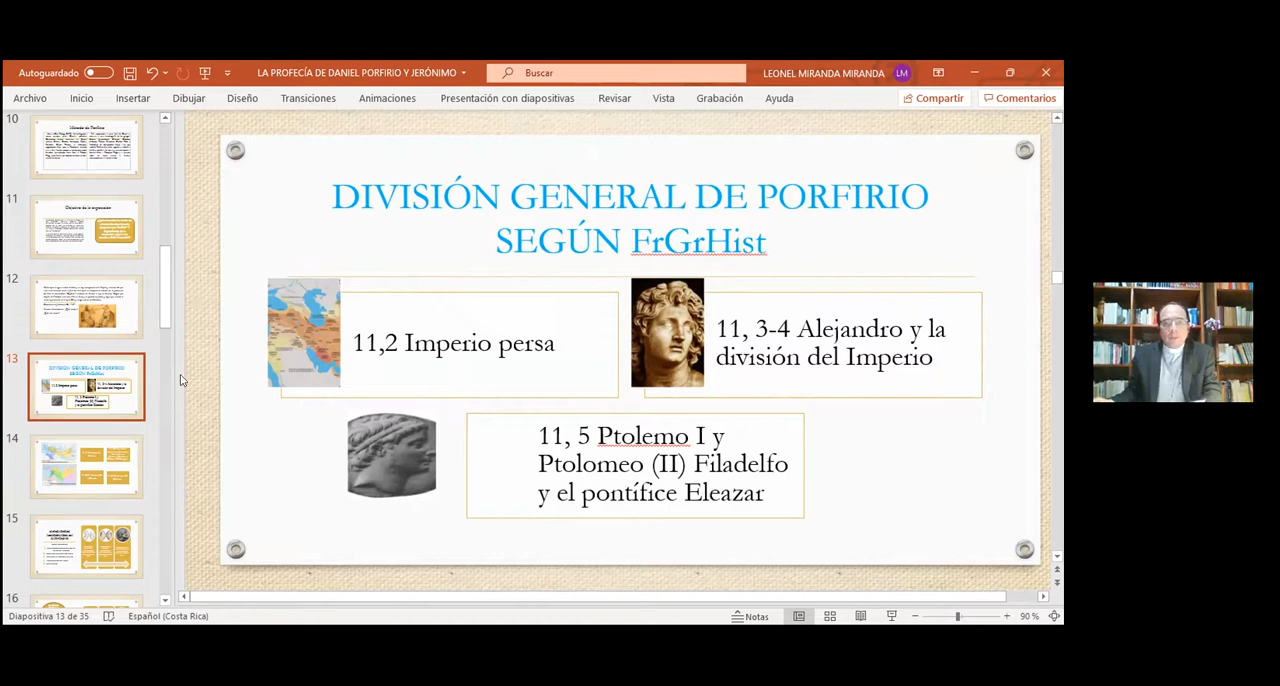 Autoguardado
LA PROFECÍA DE DANIEL PORFIRIO Y JERÓNIMO
Buscar
LEONEL MIRANDA MIRANDA
LM
Archivo
Inicio
Insertar
Dibujar
Diseño
Transiciones
Animaciones
Presentación con diapositivas
Revisar
Vista
Grabación
Ayuda
Compartir
Comentarios
10
11
12
13
14
15
16
DIVISIÓN GENERAL DE PORFIRIO
SEGÚN FrGrHist
11,2 Imperio persa
11, 3-4 Alejandro y la
división del Imperio
11, 5 Ptolemo I y
Ptolomeo (II) Filadelfo
y el pontífice Eleazar
Diapositiva 13 de 35
Español (Costa Rica)
Notas
90 %